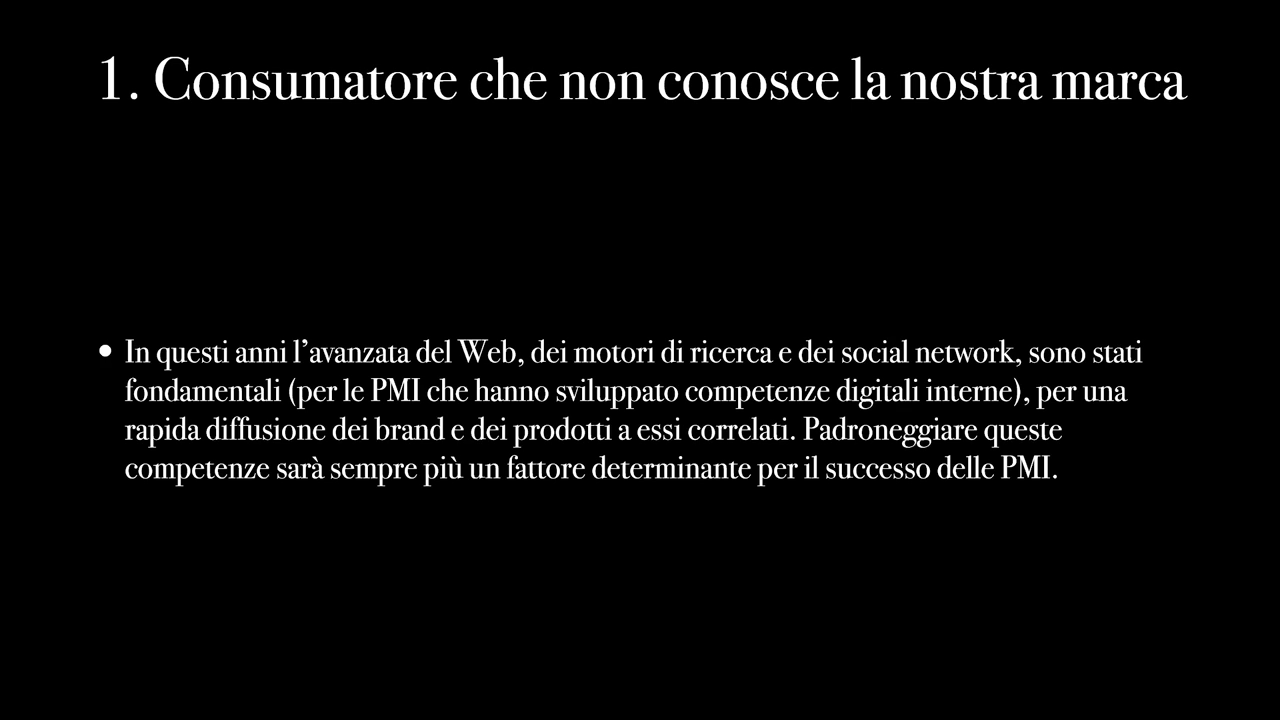 1. Consumatore che non conosce la nostra marca
• In questi anni l’avanzata del Web, dei motori di ricerca e dei social network, sono stati
fondamentali (per le PMI che hanno sviluppato competenze digitali interne), per una
rapida diffusione dei brand e dei prodotti a essi correlati. Padroneggiare queste
competenze sarà sempre più un fattore determinante per il successo delle PMI.